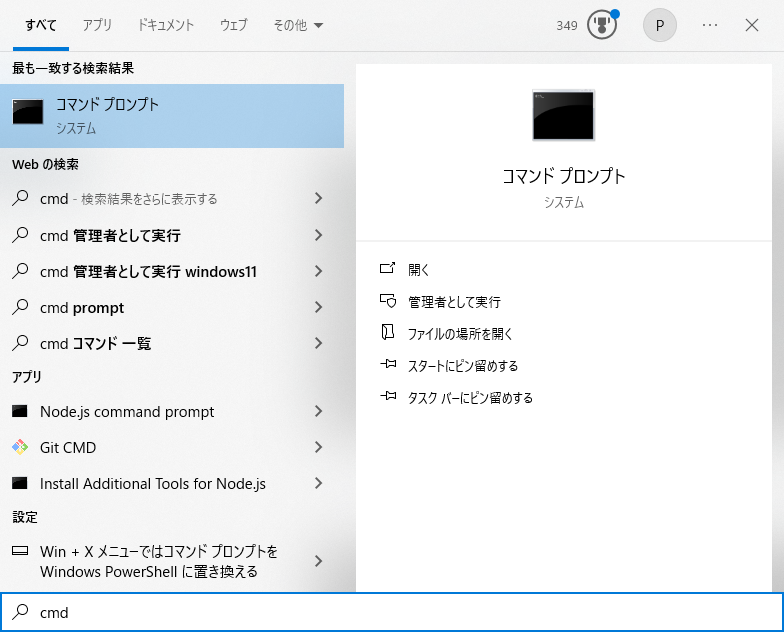 すべて アプリ ドキュメント ウェブ その他 349 P
最も一致する検索結果
コマンド プロンプト
システム
Web の検索
cmd - 検索結果をさらに表示する
cmd 管理者として実行
cmd 管理者として実行 windows11
cmd prompt
cmd コマンド 一覧
アプリ
Node.js command prompt
Git CMD
Install Additional Tools for Node.js
設定
Win + X メニューではコマンド プロンプトを
Windows PowerShell に置き換える
コマンド プロンプト
システム
開く
管理者として実行
ファイルの場所を開く
スタートにピン留めする
タスク バーにピン留めする
cmd